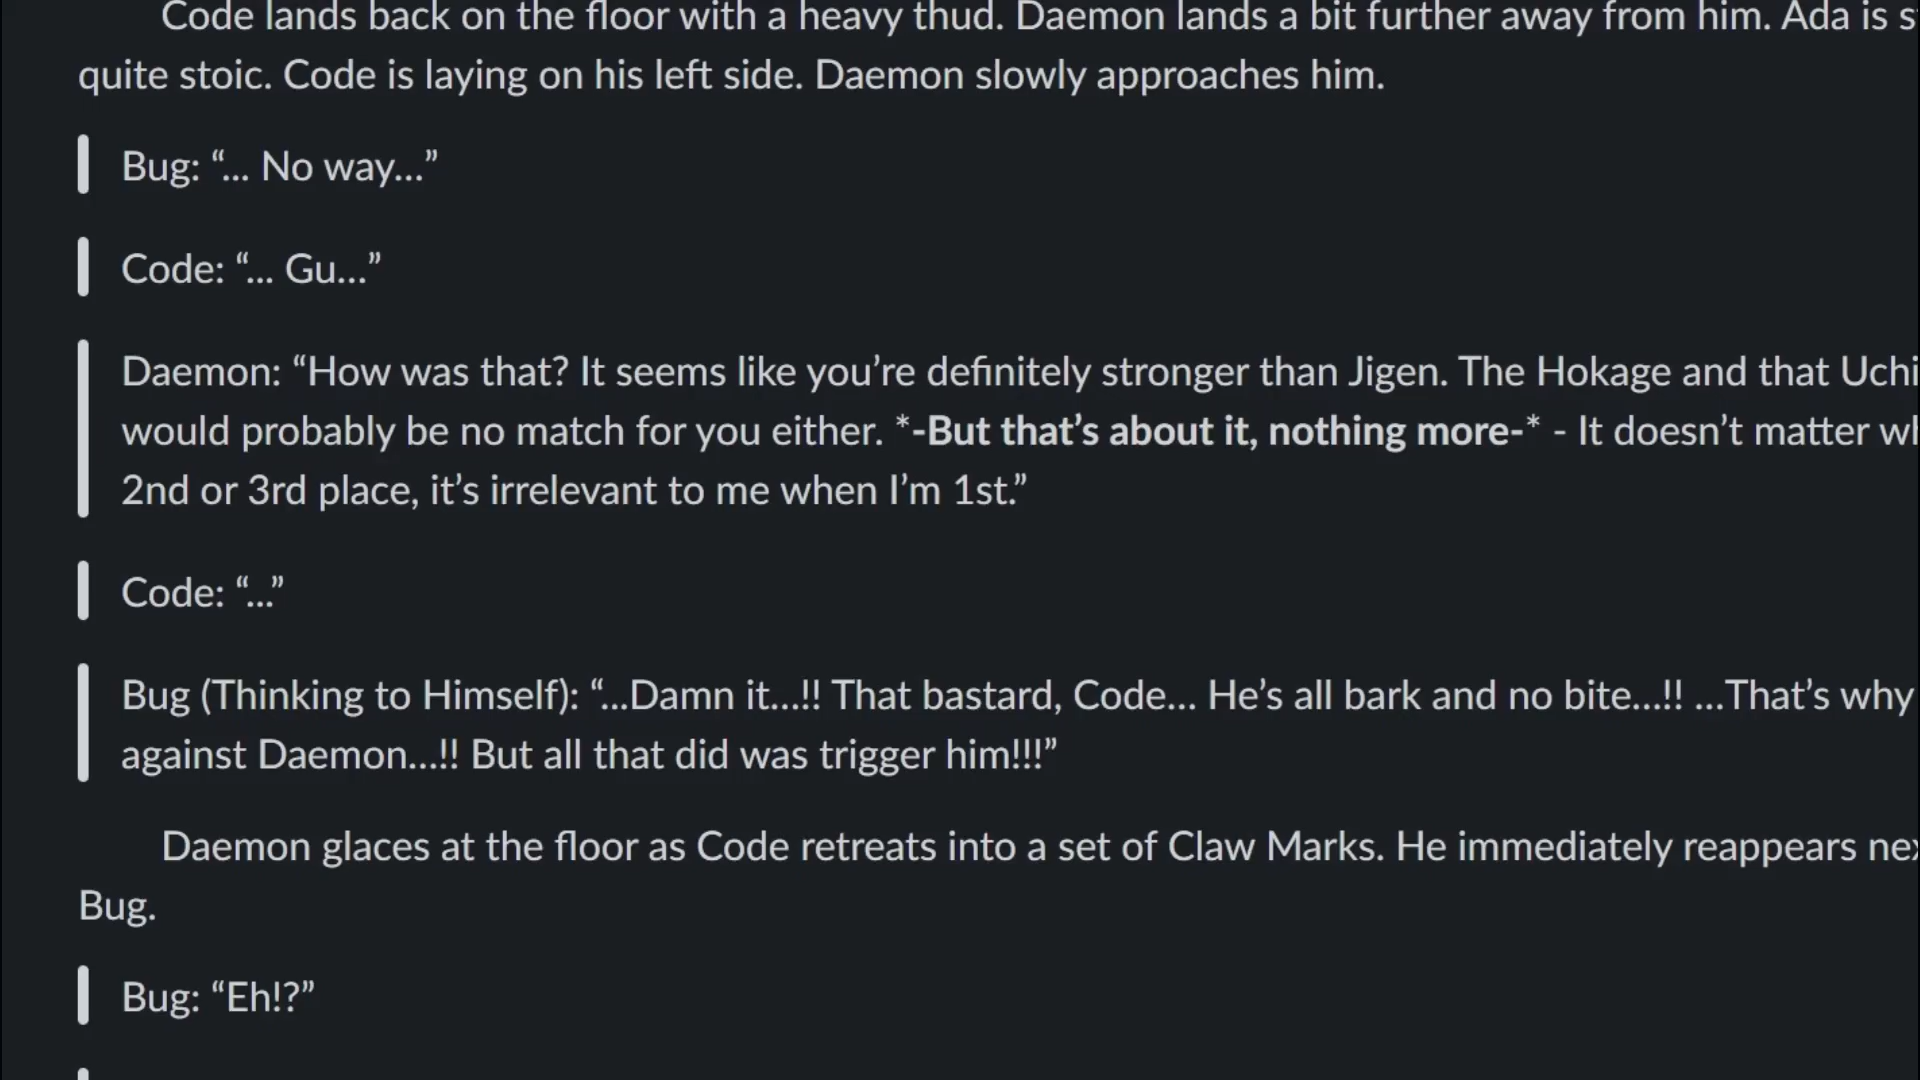 Code lands back on the floor with a heavy thud. Daemon lands a bit further away from him. Ada is
quite stoic. Code is laying on his left side. Daemon slowly approaches him.
Bug: “... No way...”
Code: “... Gu...”
Daemon: “How was that? It seems like you’re definitely stronger than Jigen. The Hokage and that
would probably be no match for you either. *-But that’s about it, nothing more-* - It doesn’t matter
2nd or 3rd place, it’s irrelevant to me when I’m 1st.”
Code: “...”
Bug (Thinking to Himself): “...Damn it...!! That bastard, Code... He’s all bark and no bite...!! ...That’s why
against Daemon...!! But all that did was trigger him!!!”
Daemon glaces at the floor as Code retreats into a set of Claw Marks. He immediately reappears
Bug.
Bug: “Eh!?”